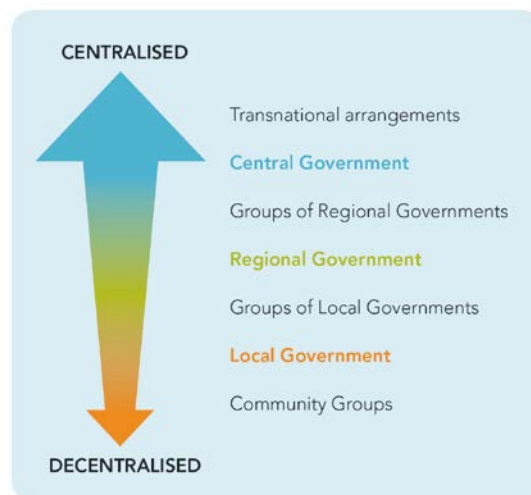 CENTRALISED
Transnational arrangements
Central Government
Groups of Regional Governments
Regional Government
Groups of Local Governments
Local Government
Community Groups
DECENTRALISED